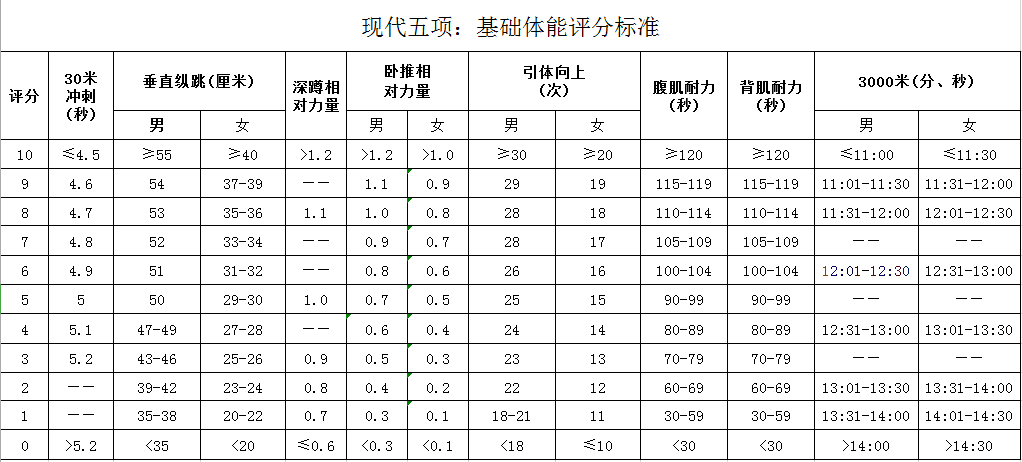 现代五项：基础体能评分标准
评分 30米冲刺(秒) 垂直纵跳(厘米) 深蹲相对力量 卧推相对力量 引体向上(次) 腹肌耐力(秒) 背肌耐力(秒) 3000米(分、秒)
男 女 男 女 男 女 男 女
10 ≤4.5 ≥55 ≥40 >1.2 >1.2 >1.0 ≥30 ≥20 ≥120 ≥120 ≤11:00 ≤11:30
9 4.6 54 37-39 —— 1.1 0.9 29 19 115-119 115-119 11:01-11:30 11:31-12:00
8 4.7 53 35-36 1.1 1.0 0.8 28 18 110-114 110-114 11:31-12:00 12:01-12:30
7 4.8 52 33-34 —— 0.9 0.7 28 17 105-109 105-109 —— ——
6 4.9 51 31-32 —— 0.8 0.6 26 16 100-104 100-104 12:01-12:30 12:31-13:00
5 5 50 29-30 1.0 0.7 0.5 25 15 90-99 90-99 —— ——
4 5.1 47-49 27-28 —— 0.6 0.4 24 14 80-89 80-89 12:31-13:00 13:01-13:30
3 5.2 43-46 25-26 0.9 0.5 0.3 23 13 70-79 70-79 —— ——
2 —— 39-42 23-24 0.8 0.4 0.2 22 12 60-69 60-69 13:01-13:30 13:31-14:00
1 —— 35-38 20-22 0.7 0.3 0.1 18-21 11 30-59 30-59 13:31-14:00 14:01-14:30
0 >5.2 <35 <20 ≤0.6 <0.3 <0.1 <18 ≤10 <30 <30 >14:00 >14:30